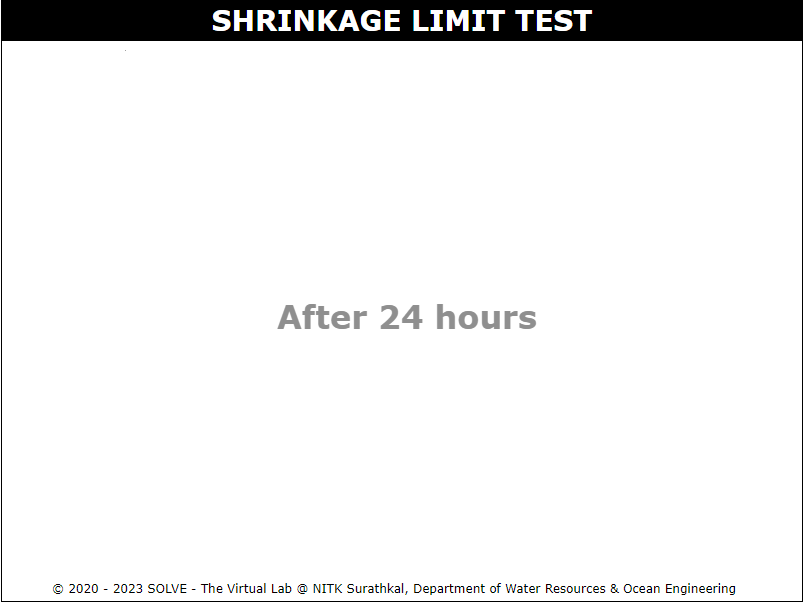 SHRINKAGE LIMIT TEST
After 24 hours
© 2020 - 2023 SOLVE - The Virtual Lab @ NITK Surathkal, Department of Water Resources & Ocean Engineering